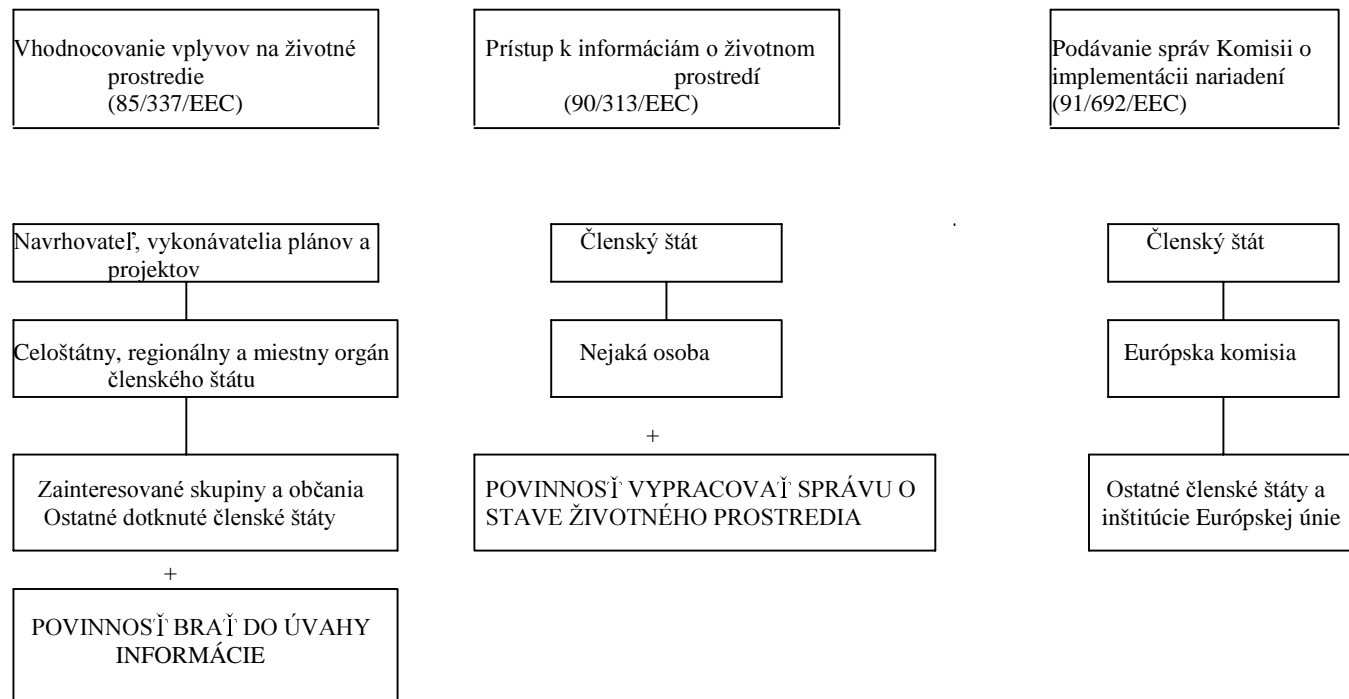 Vhodnocovanie vplyvov na životné
prostredie
(85/337/EEC)
Prístup k informáciám o životnom
prostredí
(90/313/EEC)
Podávanie správ Komisii o
implementácii nariadení
(91/692/EEC)
Navrhovateľ, vykonávatelia plánov a
projektov
Členský štát
Členský štát
Celoštátny, regionálny a miestny orgán
členského štátu
Nejaká osoba
Európska komisia
+
Zainteresované skupiny a občania
Ostatné dotknuté členské štáty
POVINNOSŤ VYPRACOVAŤ SPRÁVU O
STAVE ŽIVOTNÉHO PROSTREDIA
Ostatné členské štáty a
inštitúcie Európskej únie
+
POVINNOSŤ BRAŤ DO ÚVAHY
INFORMÁCIE